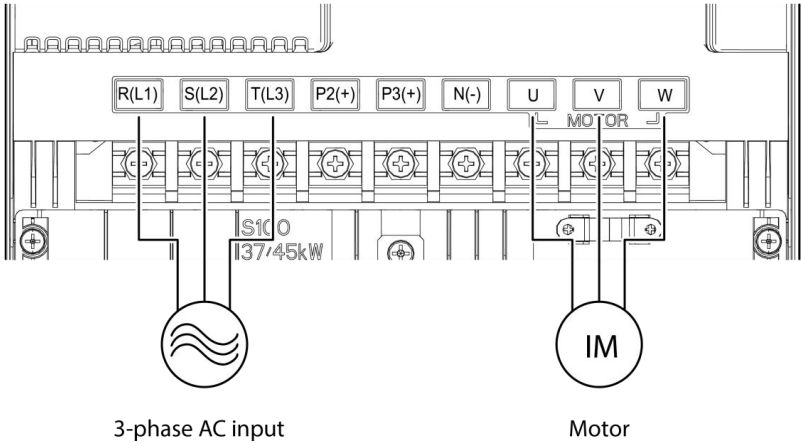 R(L1) S(L2) T(L3) P2(+) P3(+) N(-) U V W
MOTOR
S100
37/45kW
IM
3-phase AC input Motor